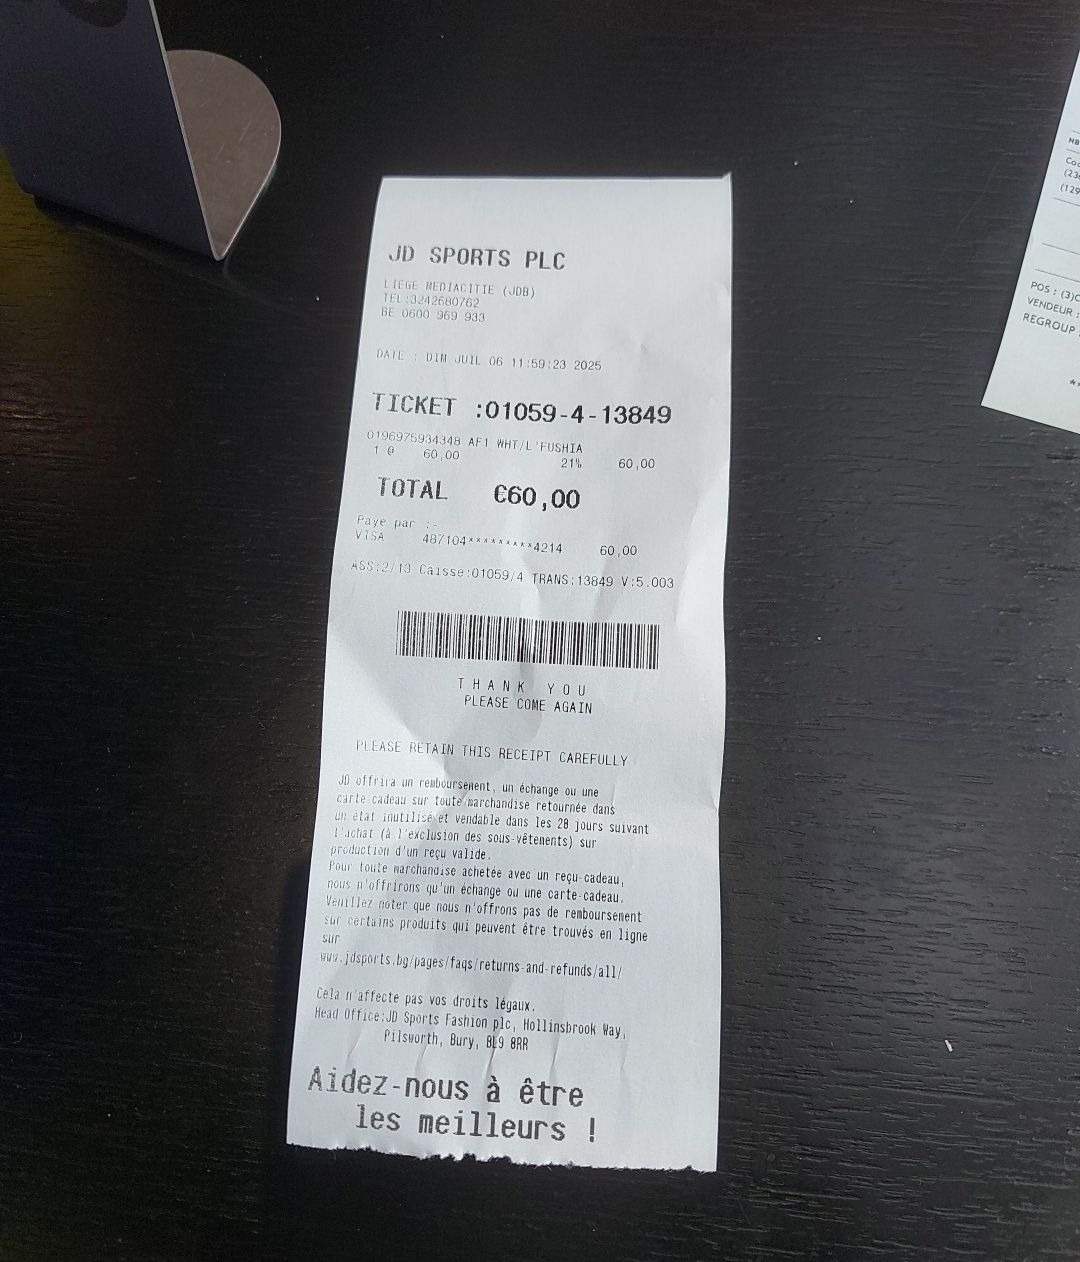 JD SPORTS PLC
LIEGE MEDIACITIE (JDB)
TEL:3242680762
BE 0600 969 933
DATE : DIM JUIL 06 11:59:23 2025
TICKET :01059-4-13849
0196975934348 AF1 WHT/L'FUSHIA
1 @ 60,00 21% 60,00
TOTAL €60,00
Paye par :-
VISA 487104*********4214 60,00
ASS:2/13 Caisse:01059/4 TRANS:13849 V:5.003
THANK YOU
PLEASE COME AGAIN
PLEASE RETAIN THIS RECEIPT CAREFULLY
JD offrira un remboursement, un échange ou une
carte cadeau sur toute marchandise retournée dans
un état inutilisé et vendable dans les 28 jours suivant
l'achat (à l'exclusion des sous-vêtements) sur
production d'un reçu valide.
Pour toute marchandise achetée avec un reçu-cadeau,
nous n'offrirons qu'un échange ou une carte-cadeau.
Veuillez noter que nous n'offrons pas de remboursement
sur certains produits qui peuvent être trouvés en ligne
sur
www.jdsports.bg/pages/faqs/returns-and-refunds/all/
Cela n'affecte pas vos droits légaux.
Head Office:JD Sports Fashion plc, Hollinsbrook Way,
Pilsworth, Bury, BL9 8RR
Aidez-nous à être
les meilleurs !
POS : (3)
VENDEUR :
REGROUP